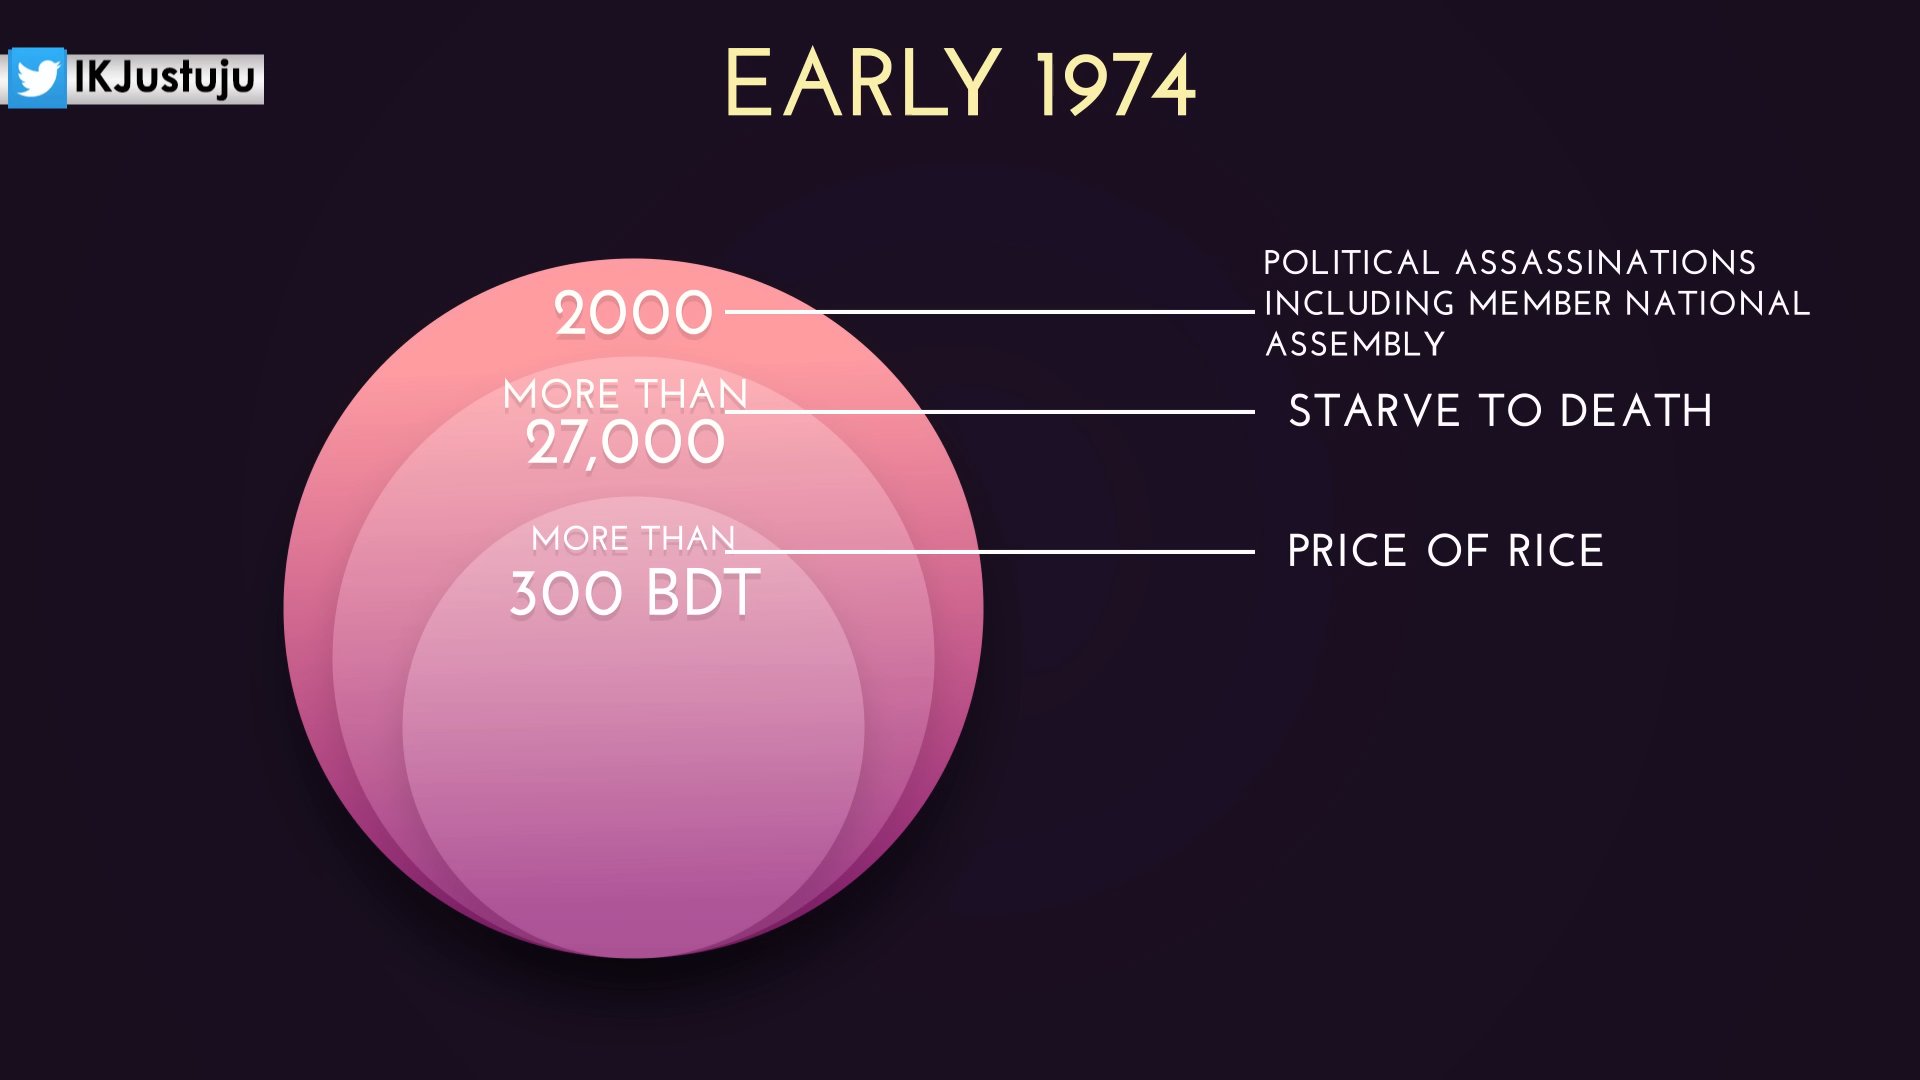 IKJustuju
EARLY 1974
2000
POLITICAL ASSASSINATIONS
INCLUDING MEMBER NATIONAL
ASSEMBLY
MORE THAN
27,000
STARVE TO DEATH
MORE THAN
300 BDT
PRICE OF RICE